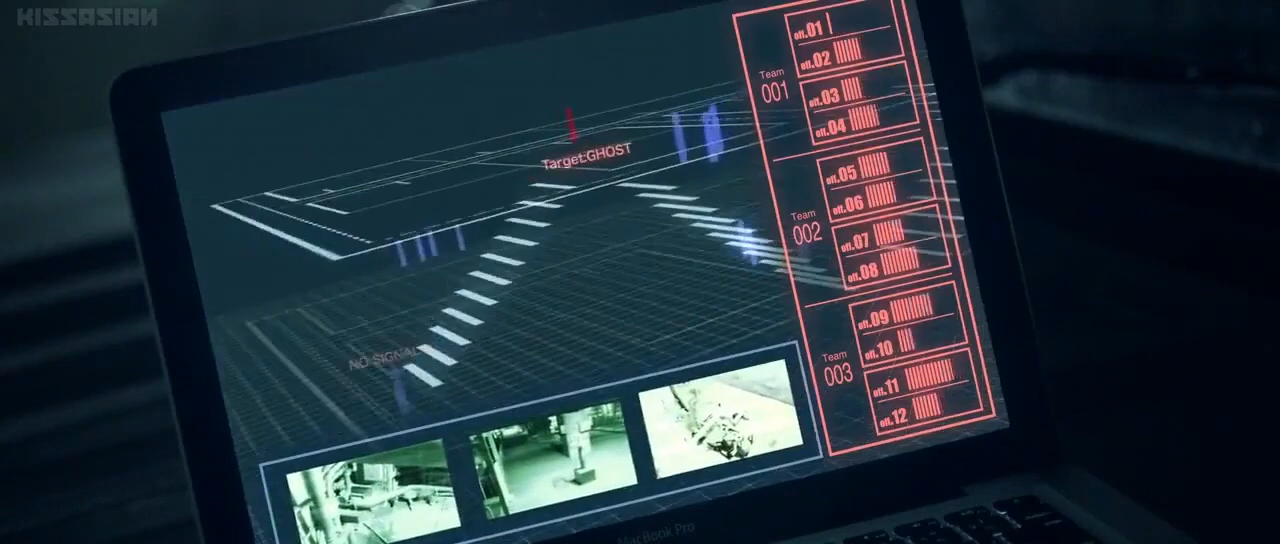 KISSASIAN
Target:GHOST
NO SIGNAL
Team
001
off.01
off.02
off.03
off.04
Team
002
off.05
off.06
off.07
off.08
Team
003
off.09
off.10
off.11
off.12
MacBook Pro